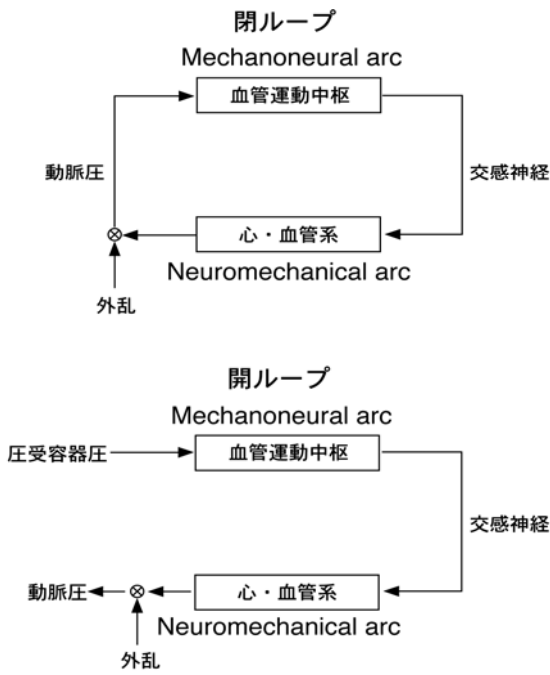 閉ループ
Mechanoneural arc
血管運動中枢
動脈圧
交感神経
心・血管系
Neuromechanical arc
外乱
開ループ
Mechanoneural arc
圧受容器圧
血管運動中枢
交感神経
動脈圧
心・血管系
Neuromechanical arc
外乱